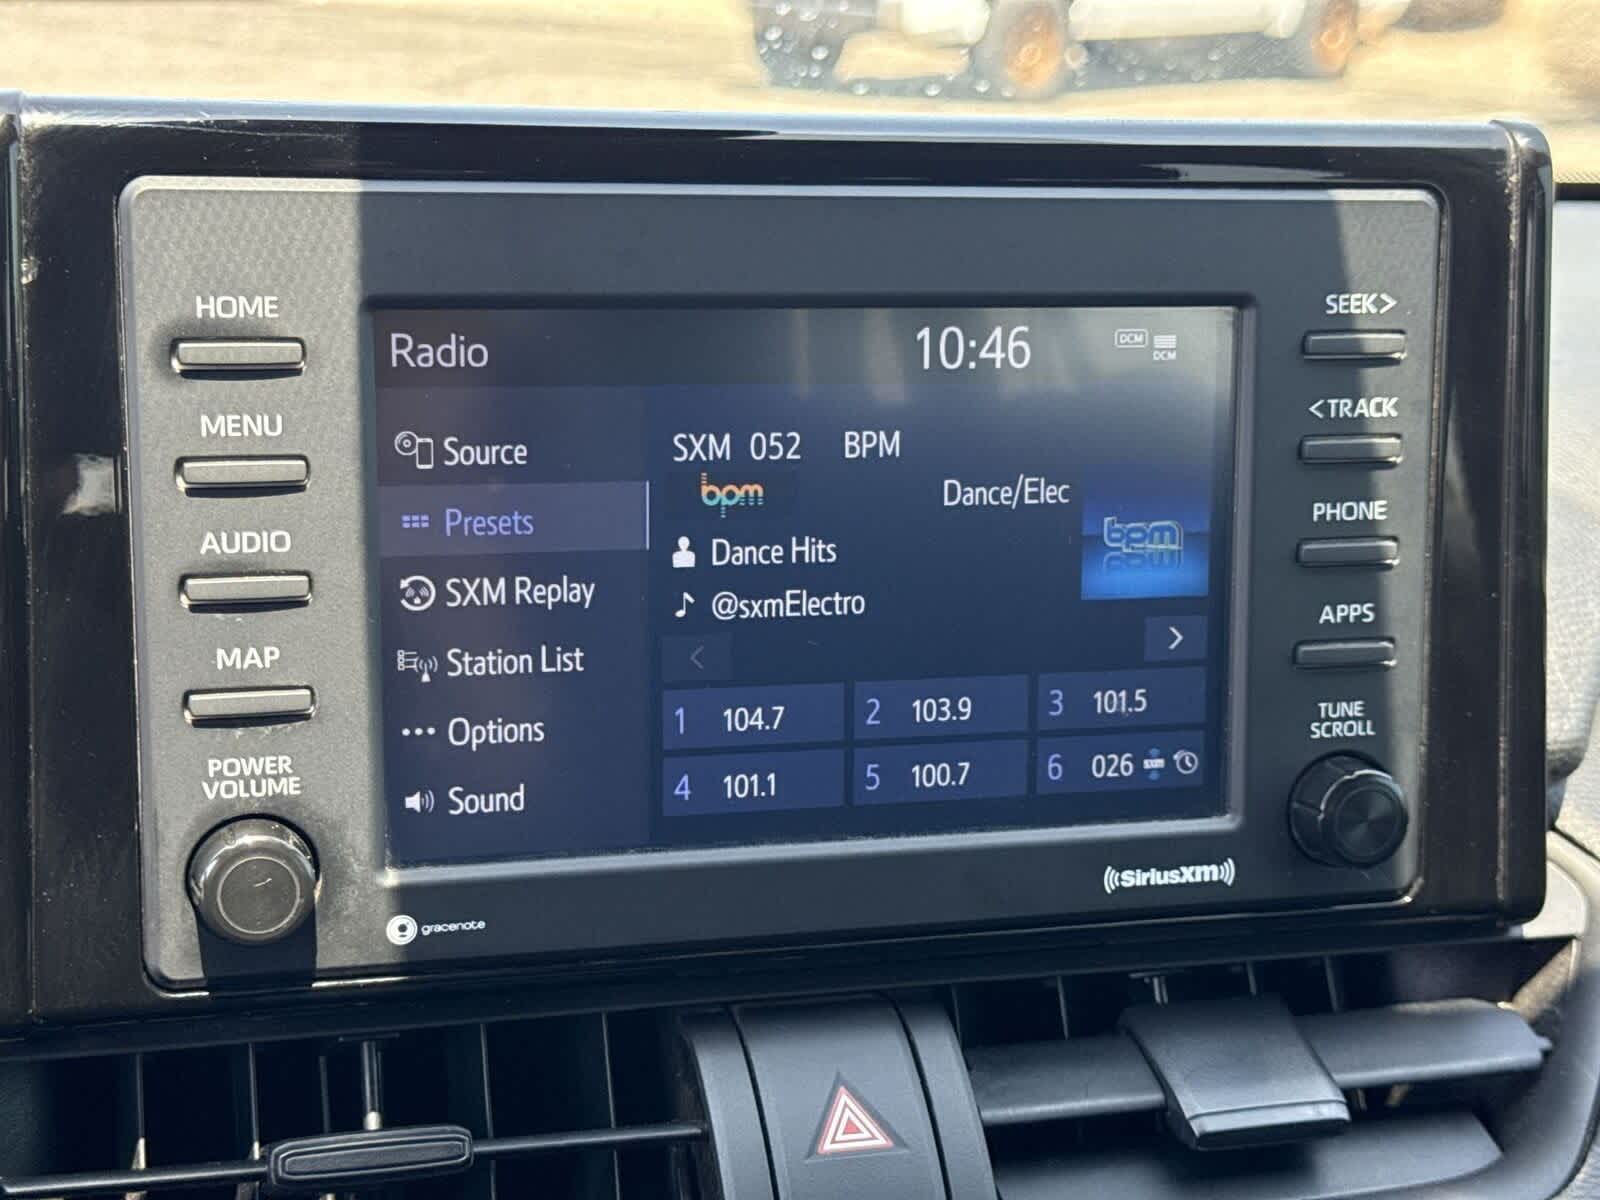 HOME
MENU
AUDIO
MAP
POWER
VOLUME
Radio
10:46
DCM
DCM
Source
Presets
SXM Replay
Station List
Options
Sound
SXM 052 BPM
bpm
Dance/Elec
bpm
Dance Hits
@sxmElectro
<
>
1 104.7
2 103.9
3 101.5
4 101.1
5 100.7
6 026 SXM
SEEK>
<TRACK
PHONE
APPS
TUNE
SCROLL
gracenote
((SiriusXM))